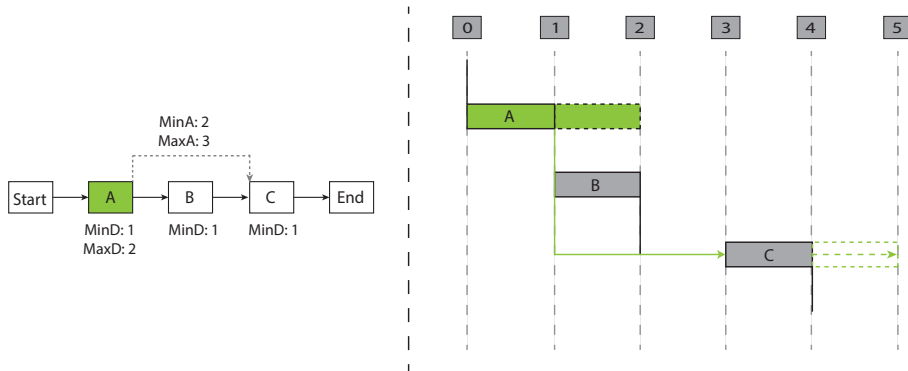 MinA: 2
MaxA: 3
Start
A
B
C
End
MinD: 1
MaxD: 2
MinD: 1
MinD: 1
0
1
2
3
4
5
A
B
C